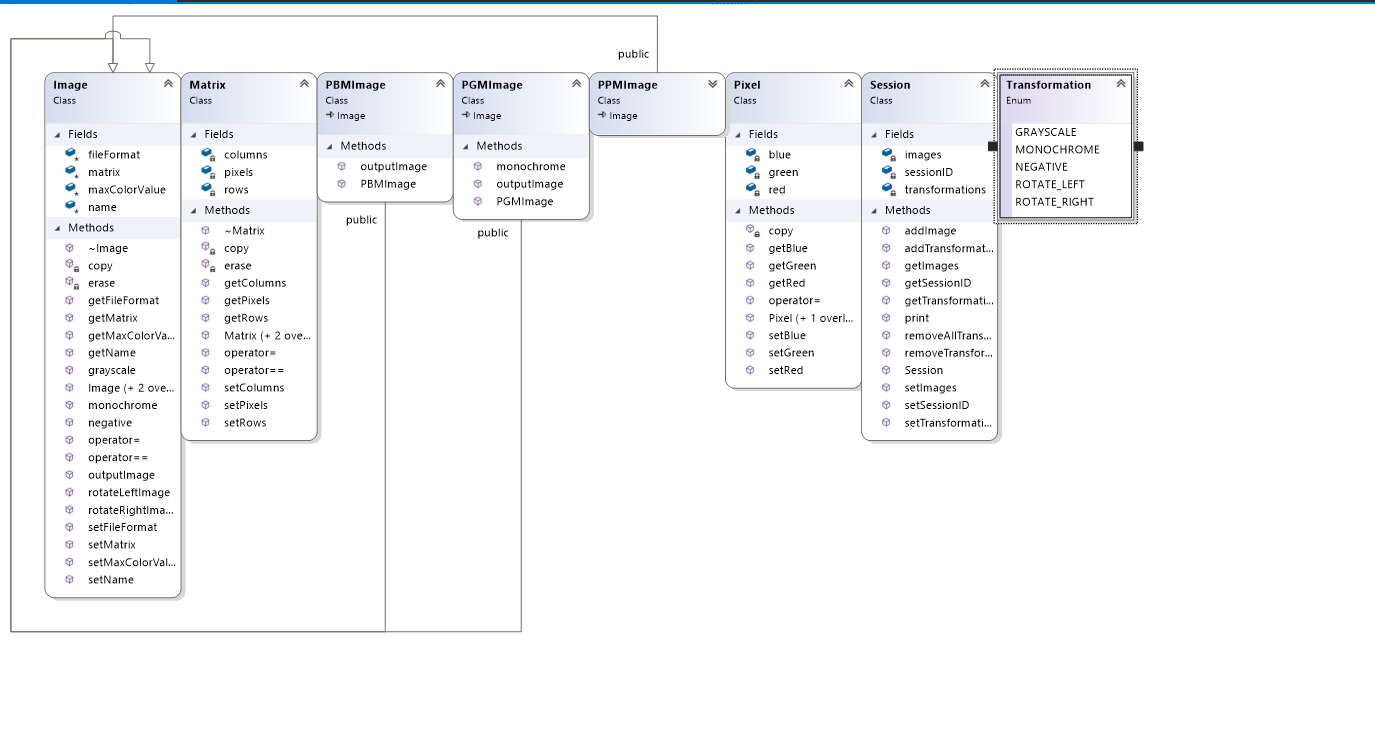 public
Image
Class
Fields
fileFormat
matrix
maxColorValue
name
Methods
~Image
copy
erase
getFileFormat
getMatrix
getMaxColorVa...
getName
grayscale
Image (+ 2 ove...
monochrome
negative
operator=
operator==
outputImage
rotateLeftImage
rotateRightIma...
setFileFormat
setMatrix
setMaxColorVal...
setName
Matrix
Class
Fields
columns
pixels
rows
Methods
~Matrix
copy
erase
getColumns
getPixels
getRows
Matrix (+ 2 ove...
operator=
operator==
setColumns
setPixels
setRows
PBMImage
Class
Image
Methods
outputImage
PBMImage
public
PGMImage
Class
Image
Methods
monochrome
outputImage
PGMImage
public
PPMImage
Class
Image
Pixel
Class
Fields
blue
green
red
Methods
copy
getBlue
getGreen
getRed
operator=
Pixel (+ 1 overl...
setBlue
setGreen
setRed
Session
Class
Fields
images
sessionID
transformations
Methods
addImage
addTransformat...
getImages
getSessionID
getTransformati...
print
removeAllTrans...
removeTransfor...
Session
setImages
setSessionID
setTransformati...
Transformation
Enum
GRAYSCALE
MONOCHROME
NEGATIVE
ROTATE_LEFT
ROTATE_RIGHT